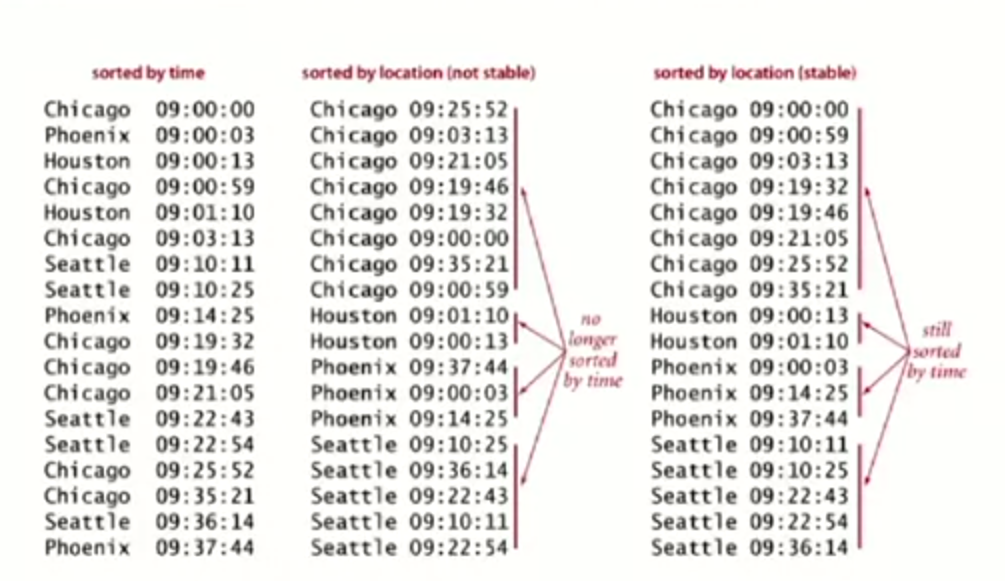 sorted by time
Chicago 09:00:00
Phoenix 09:00:03
Houston 09:00:13
Chicago 09:00:59
Houston 09:01:10
Chicago 09:03:13
Seattle 09:10:11
Seattle 09:10:25
Phoenix 09:14:25
Chicago 09:19:32
Chicago 09:19:46
Chicago 09:21:05
Seattle 09:22:43
Seattle 09:22:54
Chicago 09:25:52
Chicago 09:35:21
Seattle 09:36:14
Phoenix 09:37:44
sorted by location (not stable)
Chicago 09:25:52
Chicago 09:03:13
Chicago 09:21:05
Chicago 09:19:46
Chicago 09:19:32
Chicago 09:00:00
Chicago 09:35:21
Chicago 09:00:59
Houston 09:01:10
Houston 09:00:13
Phoenix 09:37:44
Phoenix 09:00:03
Phoenix 09:14:25
Seattle 09:10:25
Seattle 09:36:14
Seattle 09:22:43
Seattle 09:10:11
Seattle 09:22:54
no
longer
sorted
by time
sorted by location (stable)
Chicago 09:00:00
Chicago 09:00:59
Chicago 09:03:13
Chicago 09:19:32
Chicago 09:19:46
Chicago 09:21:05
Chicago 09:25:52
Chicago 09:35:21
Houston 09:00:13
Houston 09:01:10
Phoenix 09:00:03
Phoenix 09:14:25
Phoenix 09:37:44
Seattle 09:10:11
Seattle 09:10:25
Seattle 09:22:43
Seattle 09:22:54
Seattle 09:36:14
still
sorted
by time